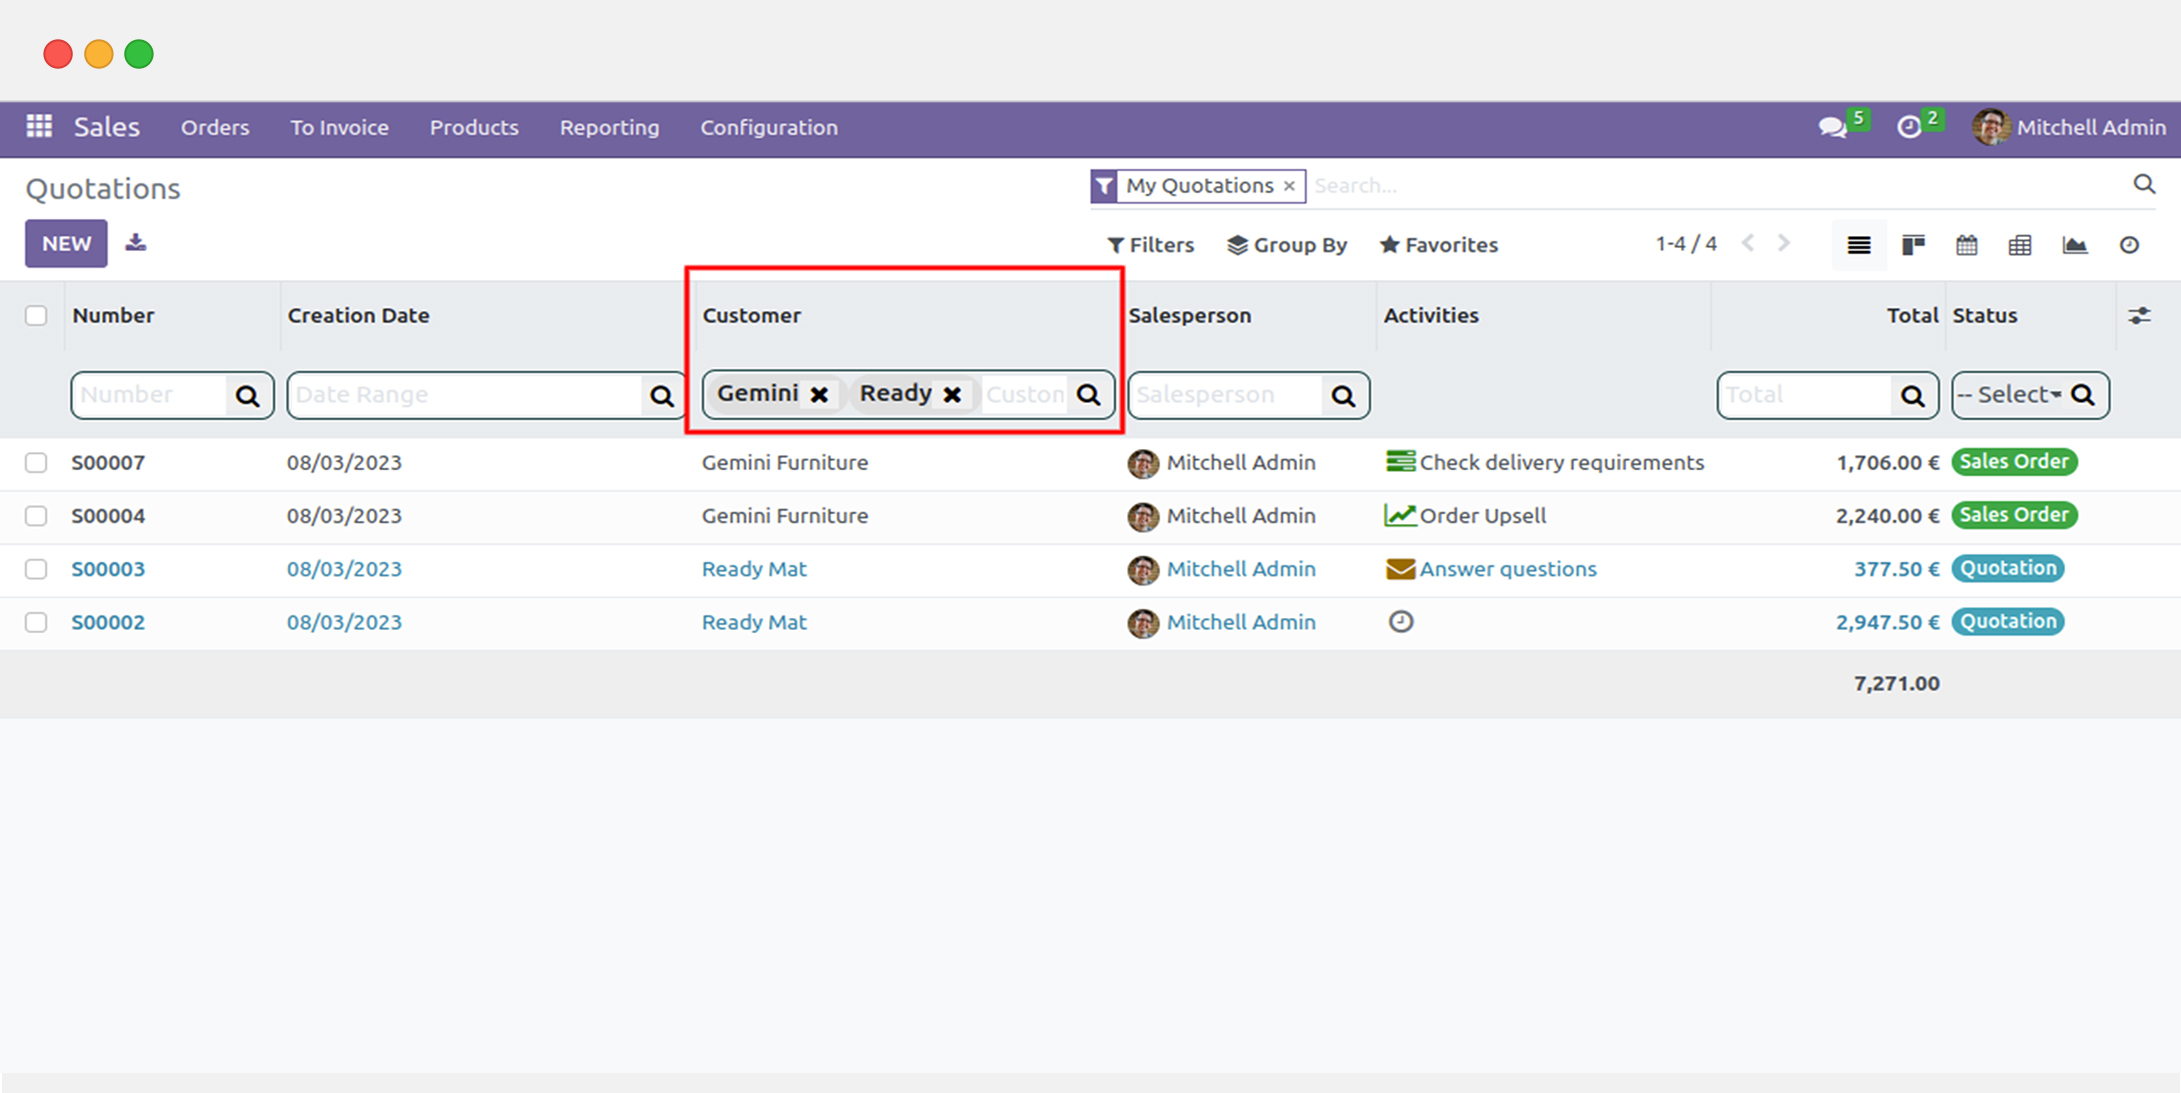 Sales Orders To Invoice Products Reporting Configuration 5 2 Mitchell Admin
Quotations My Quotations × Search...
NEW Filters Group By Favorites 1-4 / 4
Number Creation Date Customer Salesperson Activities Total Status
Number Date Range Gemini ✖ Ready ✖ Custom Salesperson Total -- Select
S00007 08/03/2023 Gemini Furniture Mitchell Admin Check delivery requirements 1,706.00 € Sales Order
S00004 08/03/2023 Gemini Furniture Mitchell Admin Order Upsell 2,240.00 € Sales Order
S00003 08/03/2023 Ready Mat Mitchell Admin Answer questions 377.50 € Quotation
S00002 08/03/2023 Ready Mat Mitchell Admin 2,947.50 € Quotation
7,271.00